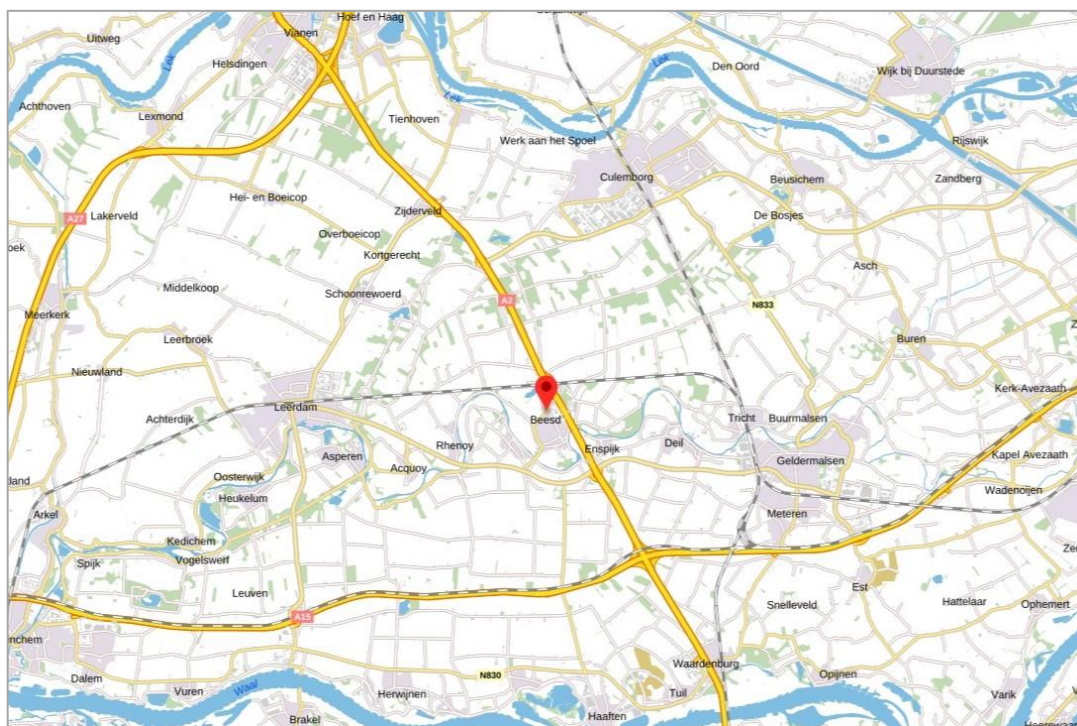 Hoef en Haag
Vianen
Uitweg
Lek
Helsdingen
Lek
Den Oord
Wijk bij Duurstede
Achthoven
Lexmond
Lek
Tienhoven
Werk aan het Spoel
Rijswijk
Culemborg
Beusichem
Zandberg
Hei- en Boeicop
A27
Lakerveld
Zijderveld
De Bosjes
Overboeicop
oek
Kortgerecht
Asch
Middelkoop
Schoonrewoerd
A2
N833
Meerkerk
Leerbroek
Buren
Nieuwland
Kerk-Avezaath
Achterdijk
Leerdam
Beesd
Tricht
Buurmalsen
Rhenoy
Enspijk
Deil
Asperen
Acquoy
Geldermalsen
Kapel Avezaath
land
Oosterwijk
Heukelum
Wadenoijen
Arkel
Meteren
Kedichem
Vogelswerf
Spijk
Est
Leuven
Snelleveld
Hattelaar
Ophemert
A15
nchem
Waardenburg
Dalem
N830
Opijnen
Vuren
Waal
Herwijnen
Tuil
Varik
Brakel
Haaften